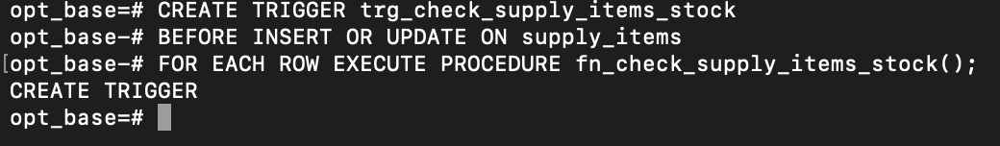 opt_base=# CREATE TRIGGER trg_check_supply_items_stock
opt_base-# BEFORE INSERT OR UPDATE ON supply_items
[opt_base-# FOR EACH ROW EXECUTE PROCEDURE fn_check_supply_items_stock();
CREATE TRIGGER
opt_base=#